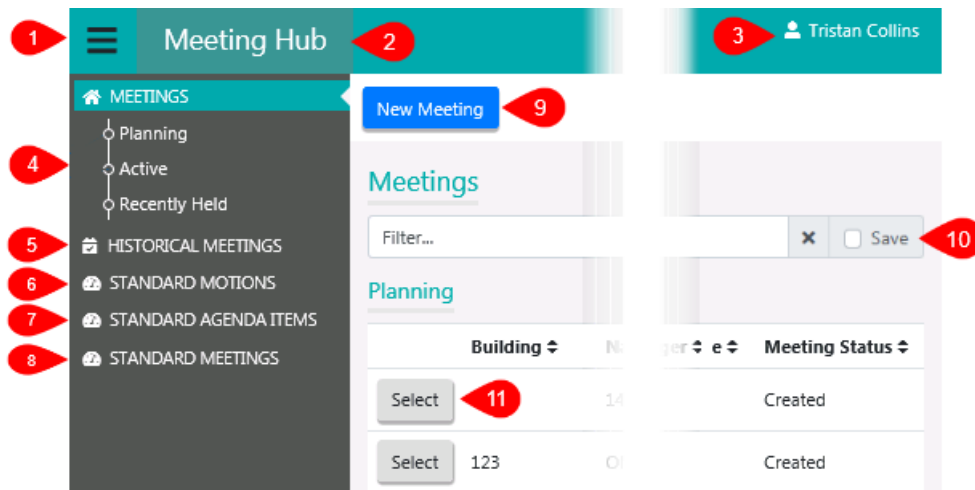 1 Meeting Hub 2 3 Tristan Collins
MEETINGS
New Meeting 9
Planning
4 Active
Recently Held
Meetings
5 HISTORICAL MEETINGS
Filter... Save 10
6 STANDARD MOTIONS
Planning
7 STANDARD AGENDA ITEMS
8 STANDARD MEETINGS
Building Meeting Status
Select 11 14 Created
Select 123 Created